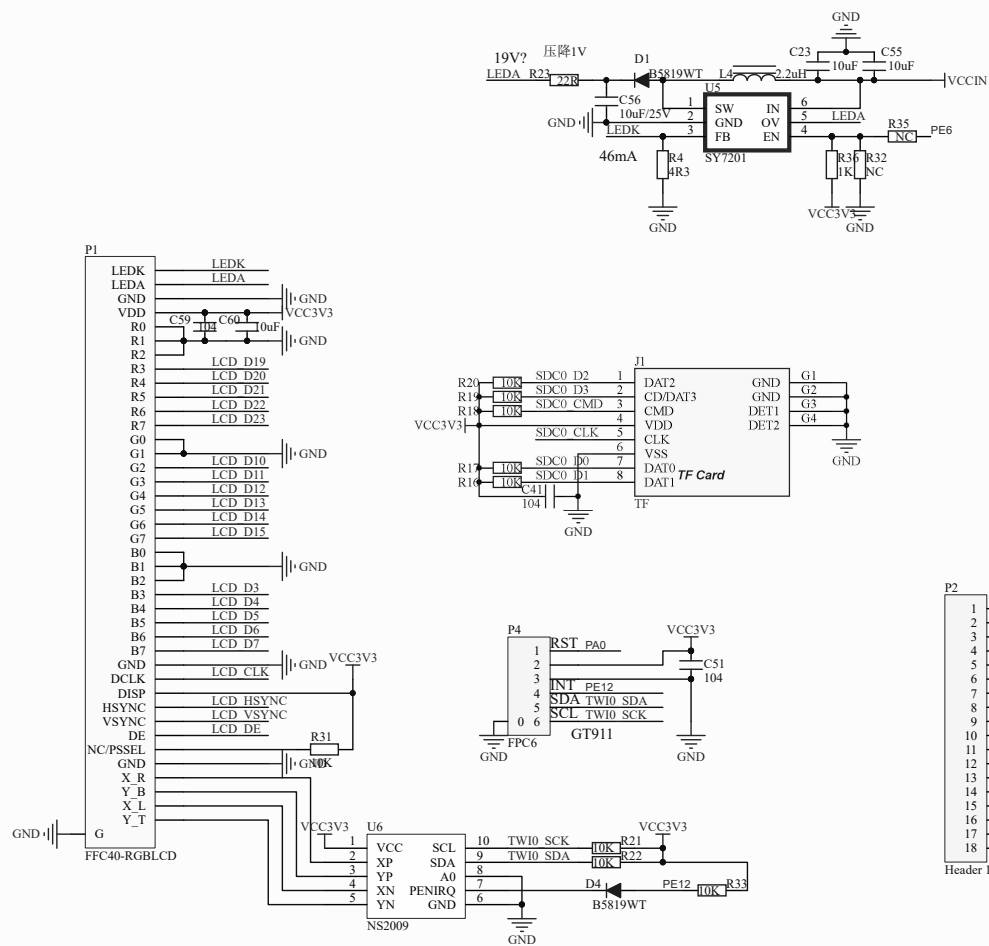 GND
19V? 压降1V
D1
C23 C55
10uF 10uF
LEDA R23 22R B5819WT L4 2.2uH VCCIN
C56
10uF/25V
U5
1 SW IN 6
GND 2 GND OV 5 LEDA
LEDK 3 FB EN 4 R35 NC PE6
46mA
SY7201
R4
4R3
R36 R32
1K NC
VCC3V3
GND GND
P1
LEDK LEDK
LEDA LEDA
GND GND
VDD VCC3V3
R0 C59 104 C60 10uF
R1 GND
R2
R3 LCD_D19
R4 LCD_D20
R5 LCD_D21
R6 LCD_D22
R7 LCD_D23
G0
G1 GND
G2 LCD_D10
G3 LCD_D11
G4 LCD_D12
G5 LCD_D13
G6 LCD_D14
G7 LCD_D15
B0
B1 GND
B2
B3 LCD_D3
B4 LCD_D4
B5 LCD_D5
B6 LCD_D6
B7 LCD_D7
GND GND VCC3V3
DCLK LCD_CLK
DISP
HSYNC LCD_HSYNC
VSYNC LCD_VSYNC
DE LCD_DE
NC/PSSEL R31 10K
GND GND
X_R
Y_B
X_L
Y_T
GND G
FFC40-RGBLCD
J1
R20 10K SDC0_D2 1 DAT2 GND G1
R19 10K SDC0_D3 2 CD/DAT3 GND G2
R18 10K SDC0_CMD 3 CMD DET1 G3
VCC3V3 4 VDD DET2 G4
SDC0_CLK 5 CLK
6 VSS GND
R17 10K SDC0_D0 7 DAT0
R16 10K SDC0_D1 8 DAT1 TF Card
C41
104
TF
GND
P4 VCC3V3
1 RST PA0
2 C51
3 104
4 INT PE12
5 SDA TWI0_SDA
0 6 SCL TWI0_SCK
GND FPC6 GT911 GND
VCC3V3 U6 VCC3V3
1 VCC SCL 10 TWI0_SCK 10K R21
2 XP SDA 9 TWI0_SDA 10K R22
3 YP A0 8
4 XN PENIRQ 7 D4 PE12 10K R33
5 YN GND 6 B5819WT
NS2009
GND
P2
1
2
3
4
5
6
7
8
9
10
11
12
13
14
15
16
17
18
Header 1